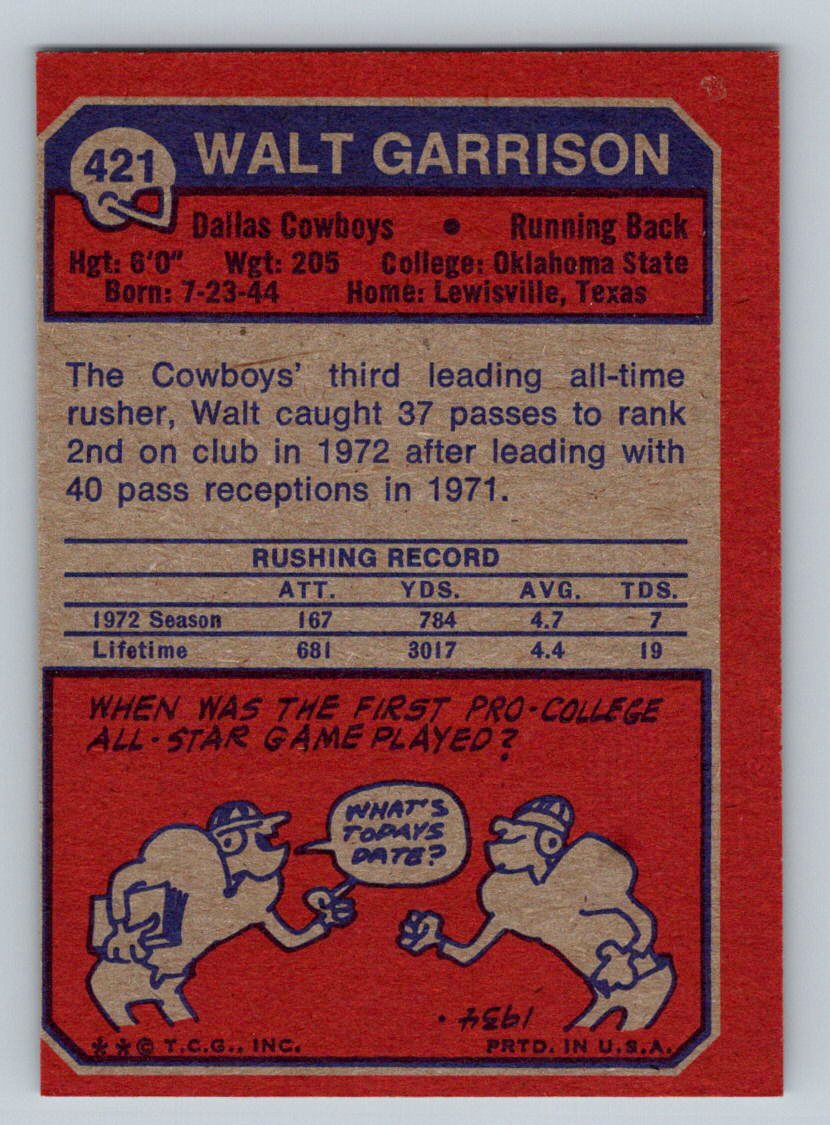 421 WALT GARRISON
Dallas Cowboys • Running Back
Hgt: 6'0" Wgt: 205 College: Oklahoma State
Born: 7-23-44 Home: Lewisville, Texas
The Cowboys' third leading all-time
rusher, Walt caught 37 passes to rank
2nd on club in 1972 after leading with
40 pass receptions in 1971.
RUSHING RECORD
ATT. YDS. AVG. TDS.
1972 Season 167 784 4.7 7
Lifetime 681 3017 4.4 19
WHEN WAS THE FIRST PRO-COLLEGE
ALL-STAR GAME PLAYED?
WHAT'S
TODAYS
DATE?
1934.
**© T.C.G., INC. PRTD. IN U.S.A.